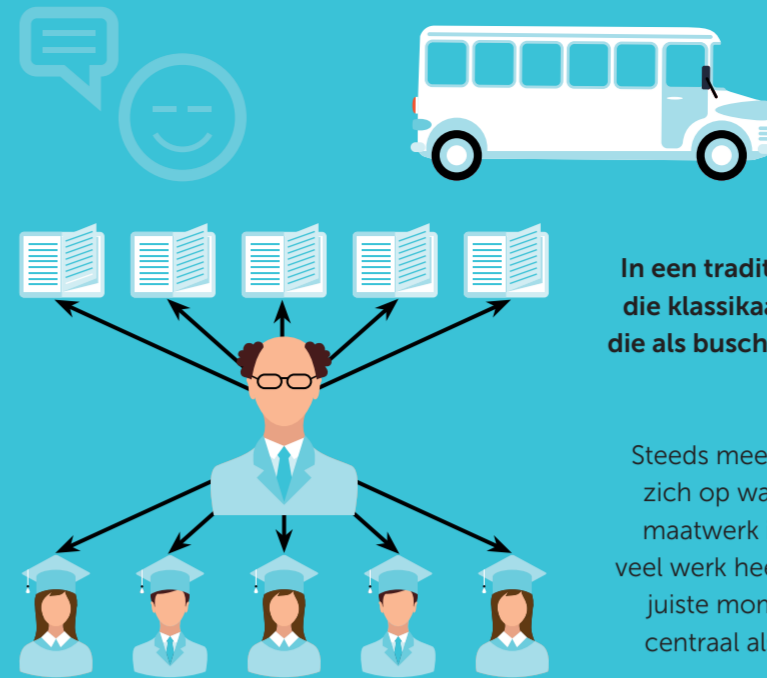 In een tradit
die klassikaa
die als busch
Steeds mee
zich op wa
maatwerk
veel werk hee
juiste mon
centraal al